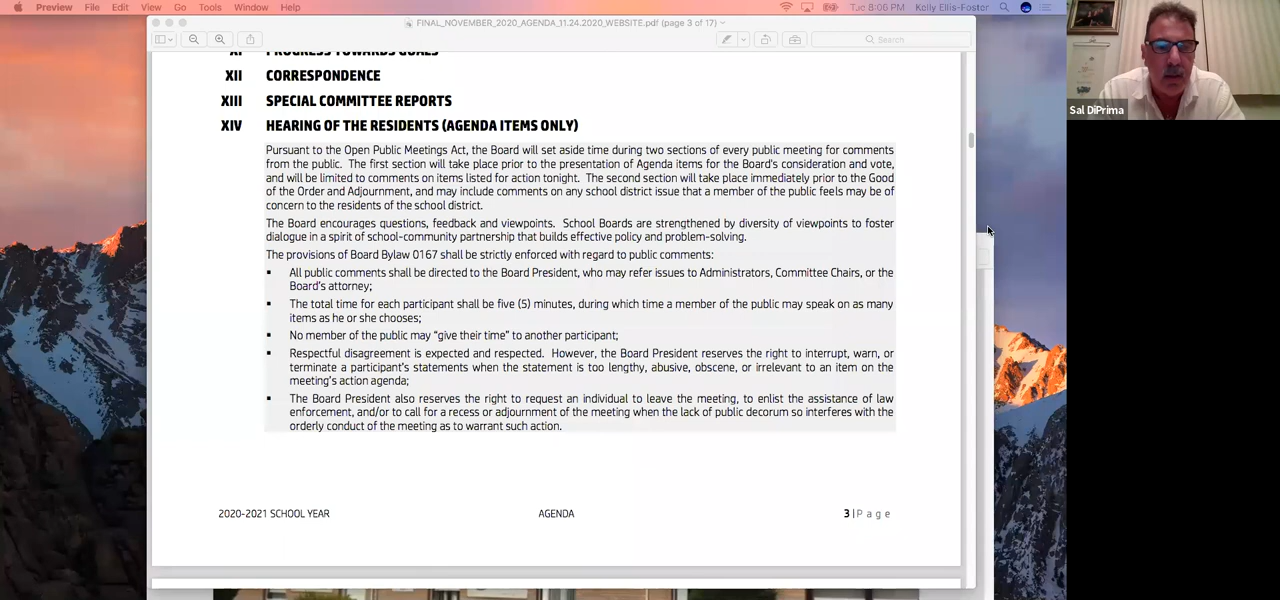 Preview File Edit View Go Tools Window Help Tue 8:06 PM Kelly Ellis-Foster
FINAL_NOVEMBER_2020_AGENDA_11.24.2020_WEBSITE.pdf (page 3 of 17)
Search
XI PROGRESS TOWARDS GOALS
XII CORRESPONDENCE
XIII SPECIAL COMMITTEE REPORTS
XIV HEARING OF THE RESIDENTS (AGENDA ITEMS ONLY)
Pursuant to the Open Public Meetings Act, the Board will set aside time during two sections of every public meeting for comments
from the public. The first section will take place prior to the presentation of Agenda items for the Board's consideration and vote,
and will be limited to comments on items listed for action tonight. The second section will take place immediately prior to the Good
of the Order and Adjournment, and may include comments on any school district issue that a member of the public feels may be of
concern to the residents of the school district.
The Board encourages questions, feedback and viewpoints. School Boards are strengthened by diversity of viewpoints to foster
dialogue in a spirit of school-community partnership that builds effective policy and problem-solving.
The provisions of Board Bylaw 0167 shall be strictly enforced with regard to public comments:
▪ All public comments shall be directed to the Board President, who may refer issues to Administrators, Committee Chairs, or the
Board's attorney;
▪ The total time for each participant shall be five (5) minutes, during which time a member of the public may speak on as many
items as he or she chooses;
▪ No member of the public may "give their time" to another participant;
▪ Respectful disagreement is expected and respected. However, the Board President reserves the right to interrupt, warn, or
terminate a participant's statements when the statement is too lengthy, abusive, obscene, or irrelevant to an item on the
meeting's action agenda;
▪ The Board President also reserves the right to request an individual to leave the meeting, to enlist the assistance of law
enforcement, and/or to call for a recess or adjournment of the meeting when the lack of public decorum so interferes with the
orderly conduct of the meeting as to warrant such action.
2020-2021 SCHOOL YEAR AGENDA 3 | Page
Sal DiPrima